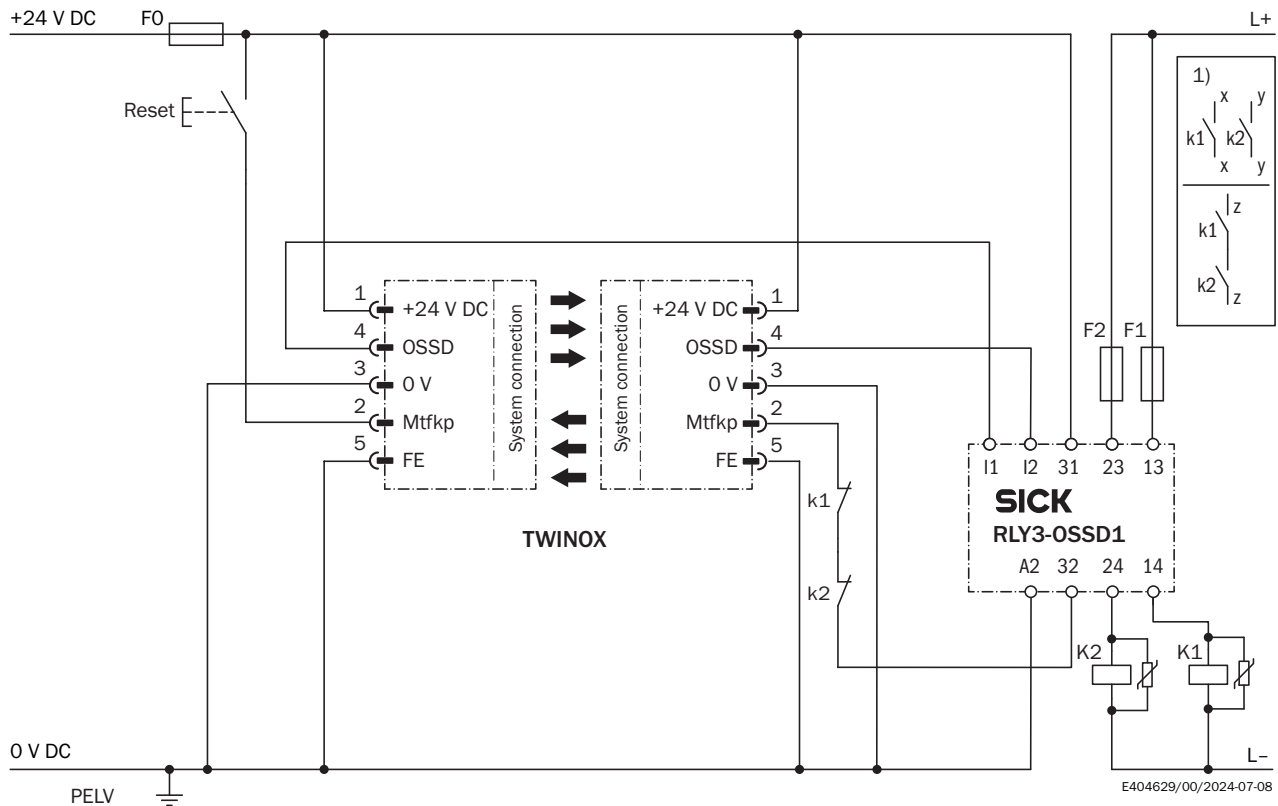 +24 V DC
F0
L+
Reset
1)
x
y
k1
k2
x
y
z
k1
k2
z
1
+24 V DC
4
OSSD
3
0 V
2
Mtfkp
5
FE
System connection
System connection
+24 V DC
1
OSSD
4
0 V
3
Mtfkp
2
FE
5
TWINOX
k1
k2
F2
F1
I1 I2 31 23 13
SICK
RLY3-OSSD1
A2 32 24 14
K2
K1
0 V DC
L–
PELV
E404629/00/2024-07-08